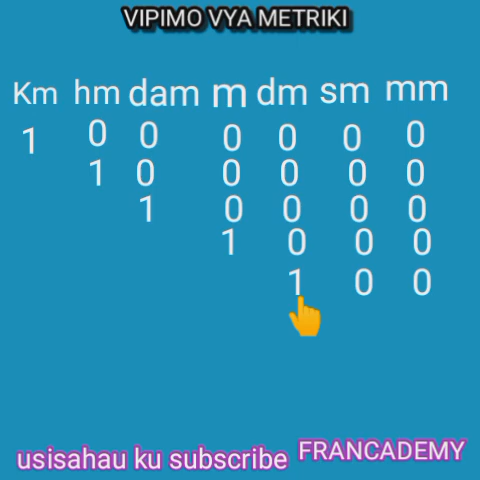 VIPIMO VYA METRIKI
Km hm dam m dm sm mm
1 0 0 0 0 0 0
1 0 0 0 0 0
1 0 0 0 0
1 0 0 0
1 0 0
usisahau ku subscribe FRANCADEMY